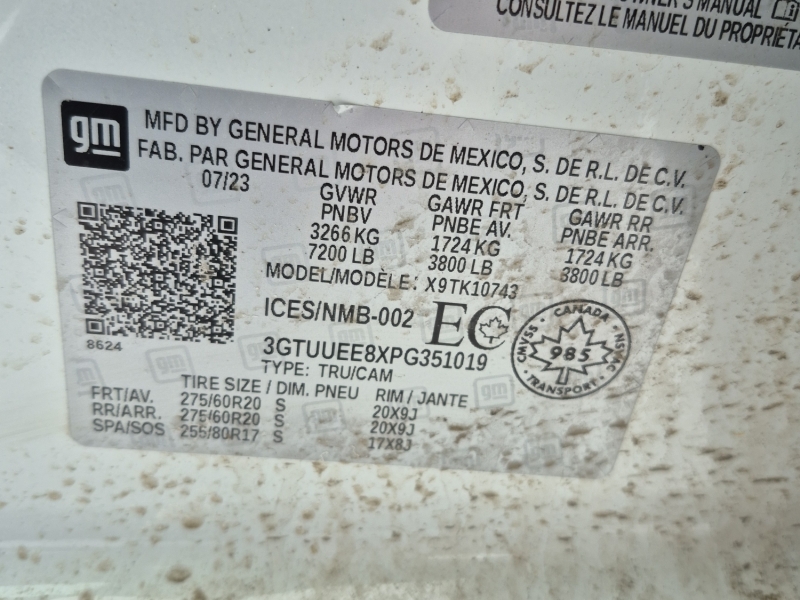 OWNER'S MANUAL
CONSULTEZ LE MANUEL DU PROPRIÉTA
gm
MFD BY GENERAL MOTORS DE MEXICO, S. DE R.L. DE C.V.
FAB. PAR GENERAL MOTORS DE MEXICO, S. DE R.L. DE C.V.
07/23 GVWR GAWR FRT GAWR RR
PNBV PNBE AV. PNBE ARR.
3266 KG 1724 KG 1724 KG
7200 LB 3800 LB 3800 LB
MODEL/MODÈLE: X9TK10743
ICES/NMB-002 EC
8624
3GTUUEE8XPG351019
CANADA
CMVSS 985 NSVAC
TRANSPORT
TYPE: TRU/CAM
TIRE SIZE / DIM. PNEU RIM / JANTE
FRT/AV. 275/60R20 S 20X9J
RR/ARR. 275/60R20 S 20X9J
SPA/SOS 255/80R17 S 17X8J